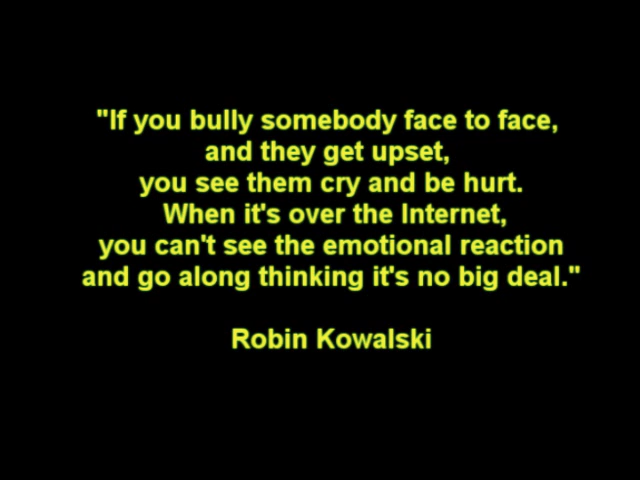 "If you bully somebody face to face,
and they get upset,
you see them cry and be hurt.
When it's over the Internet,
you can't see the emotional reaction
and go along thinking it's no big deal."
Robin Kowalski